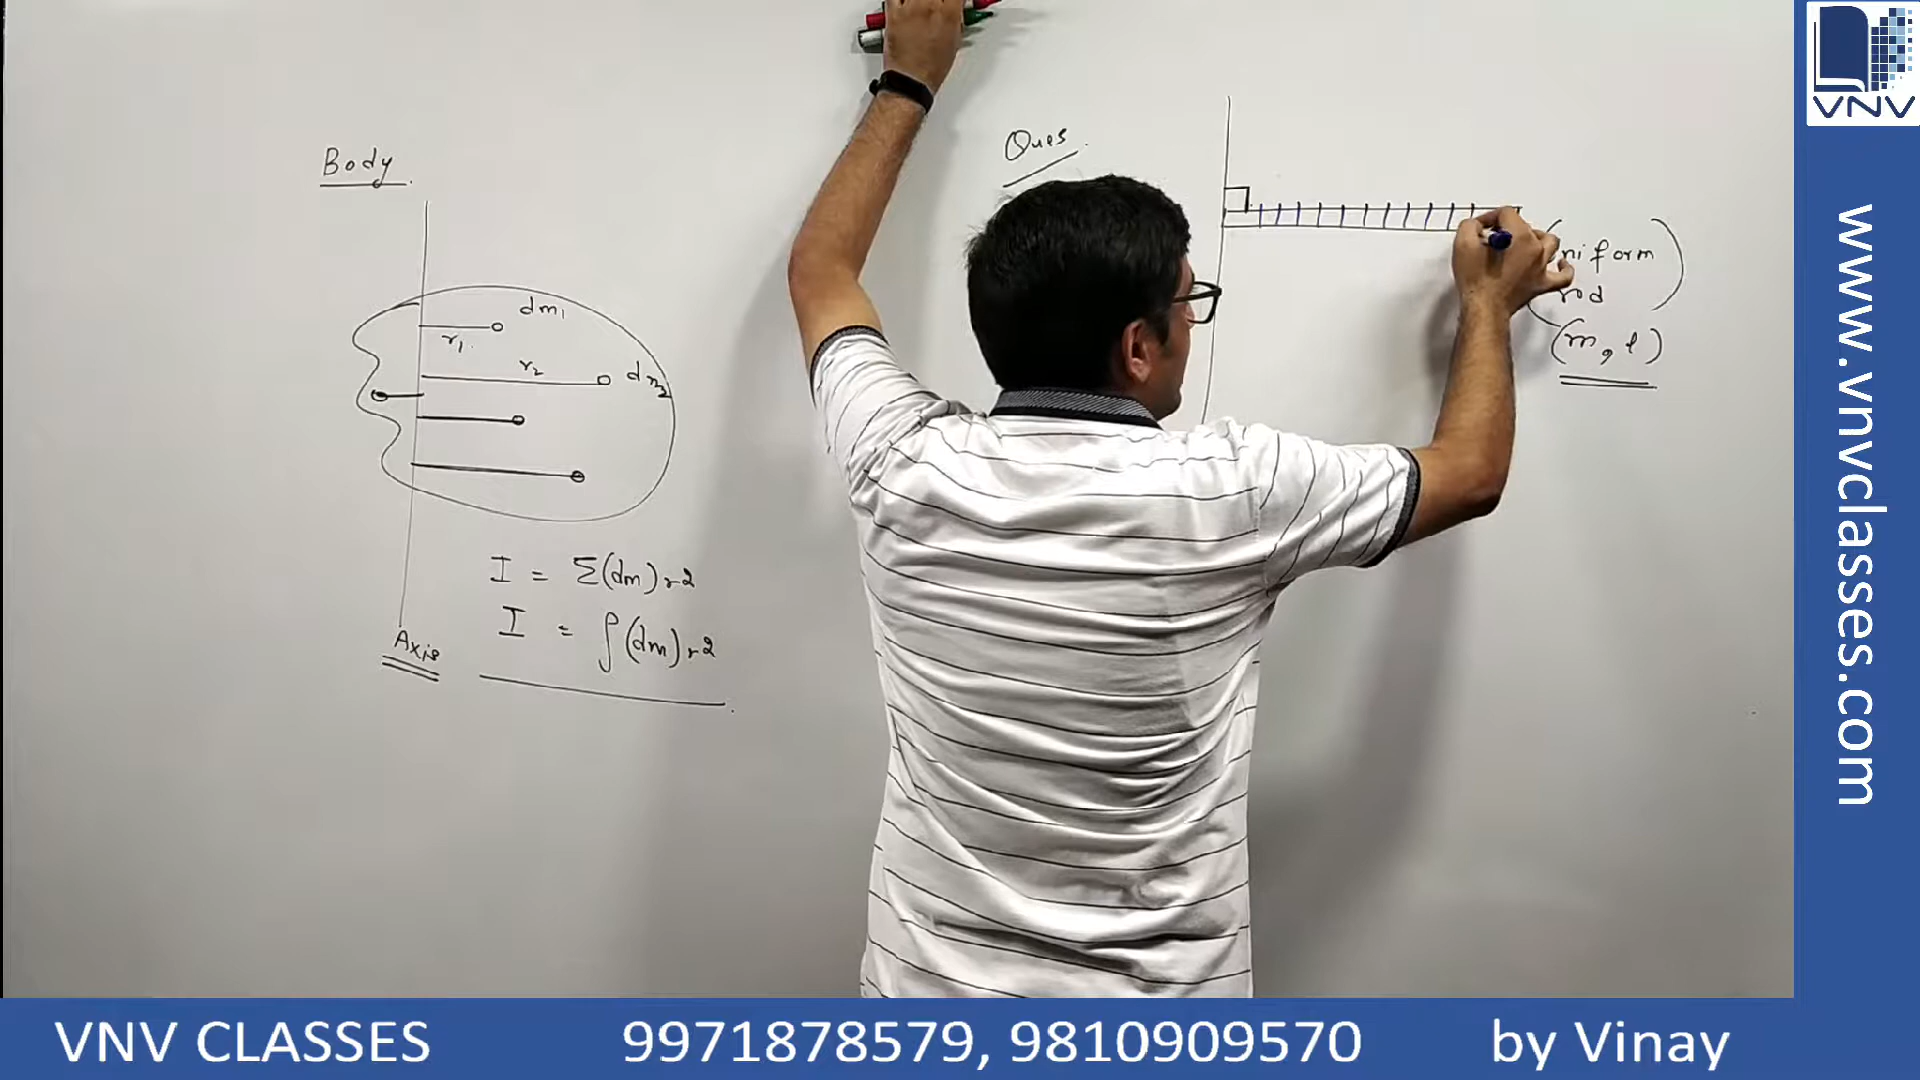 Body
dm₁
r₁
r₂
dm₂
I = Σ(dm)r²
I = ∫(dm)r²
Axis
Ques
niform
od
(m, l)
VNV
www.vnvclasses.com
VNV CLASSES 9971878579, 9810909570 by Vinay